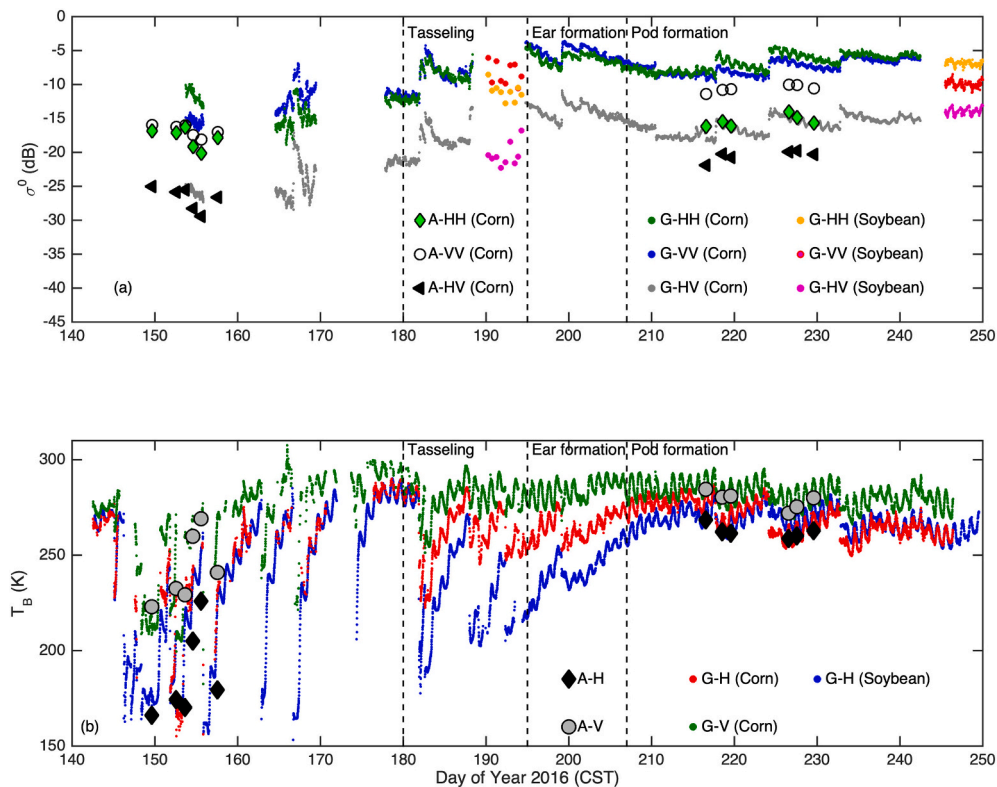 0
-5
-10
-15
-20
-25
-30
-35
-40
-45
σ⁰ (dB)
Tasseling
Ear formation
Pod formation
A-HH (Corn)
G-HH (Corn)
G-HH (Soybean)
A-VV (Corn)
G-VV (Corn)
G-VV (Soybean)
A-HV (Corn)
G-HV (Corn)
G-HV (Soybean)
(a)
140 150 160 170 180 190 200 210 220 230 240 250
300
250
200
150
T_B (K)
Tasseling
Ear formation
Pod formation
A-H
G-H (Corn)
G-H (Soybean)
A-V
G-V (Corn)
(b)
140 150 160 170 180 190 200 210 220 230 240 250
Day of Year 2016 (CST)